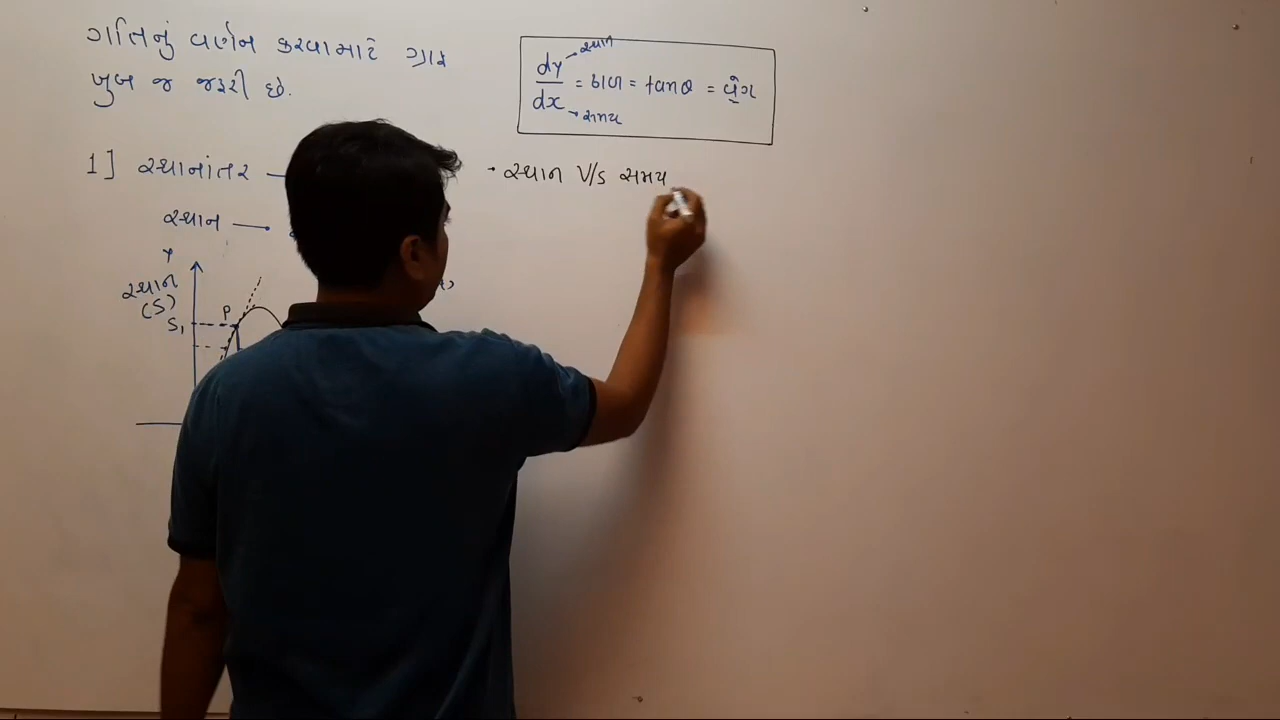 ગતિનું વર્ણન કરવા માટે ગ્રાફ
ખુબ જ જરૂરી છે.
dy → સ્થાન
dx → સમય
= ઢાળ = tanθ = વેગ
1] સ્થાનાંતર —
• સ્થાન V/s સમય
સ્થાન —
Y
સ્થાન
(S)
P
S₁